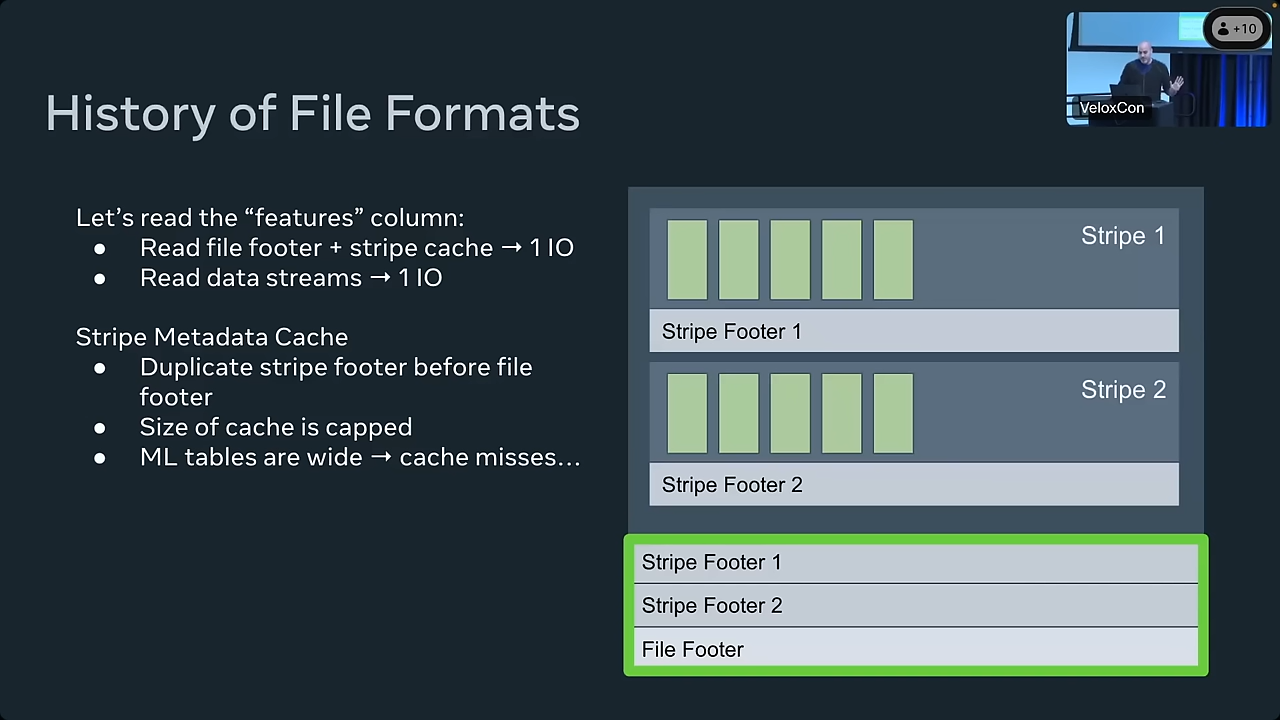 +10
VeloxCon
History of File Formats
Let’s read the “features” column:
● Read file footer + stripe cache → 1 IO
● Read data streams → 1 IO
Stripe Metadata Cache
● Duplicate stripe footer before file
footer
● Size of cache is capped
● ML tables are wide → cache misses…
Stripe 1
Stripe Footer 1
Stripe 2
Stripe Footer 2
Stripe Footer 1
Stripe Footer 2
File Footer